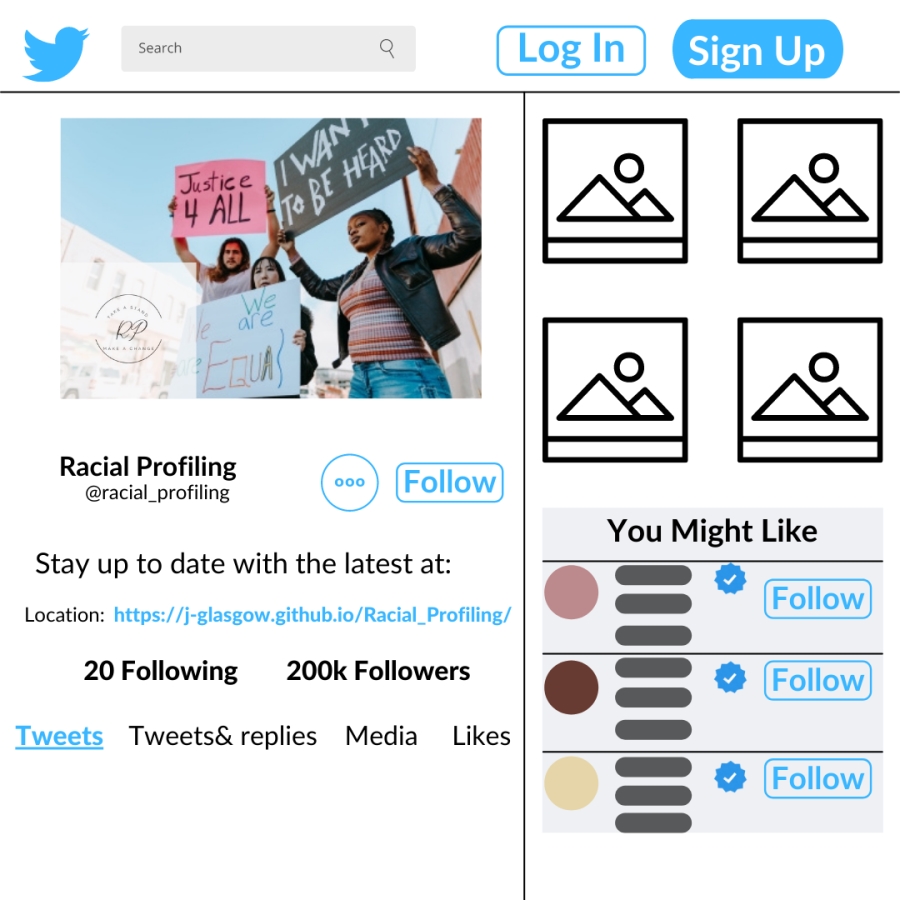 Search
Log In
Sign Up
Justice
4 ALL
I WANT
TO BE HEARD
We
are
EQUAL
TAKE A STAND
RP
MAKE A CHANGE
Racial Profiling
@racial_profiling
Follow
Stay up to date with the latest at:
Location: https://j-glasgow.github.io/Racial_Profiling/
20 Following 200k Followers
Tweets Tweets& replies Media Likes
You Might Like
Follow
Follow
Follow